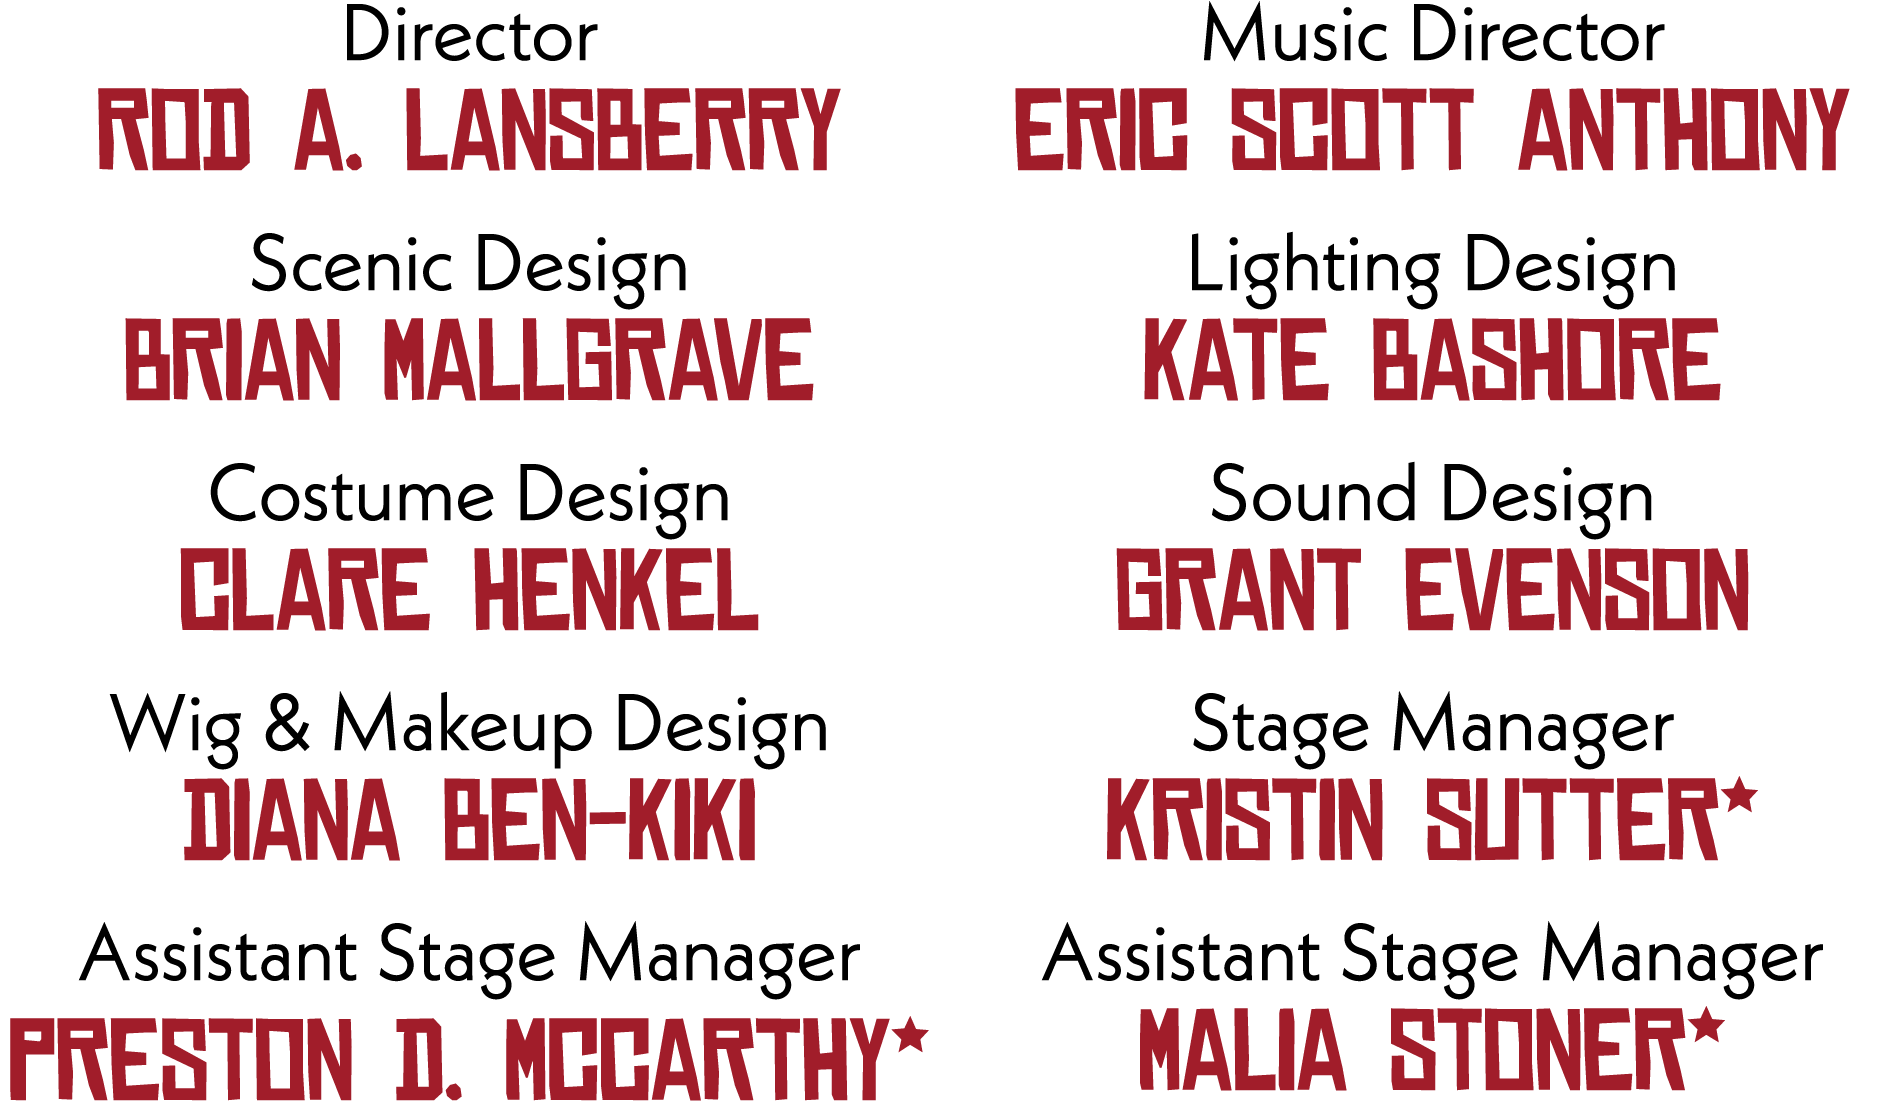 Director
ROD A. LANSBERRY
Music Director
ERIC SCOTT ANTHONY
Scenic Design
BRIAN MALLGRAVE
Lighting Design
KATE BASHORE
Costume Design
CLARE HENKEL
Sound Design
GRANT EVENSON
Wig & Makeup Design
DIANA BEN-KIKI
Stage Manager
KRISTIN SUTTER★
Assistant Stage Manager
PRESTON D. MCCARTHY★
Assistant Stage Manager
MALIA STONER★